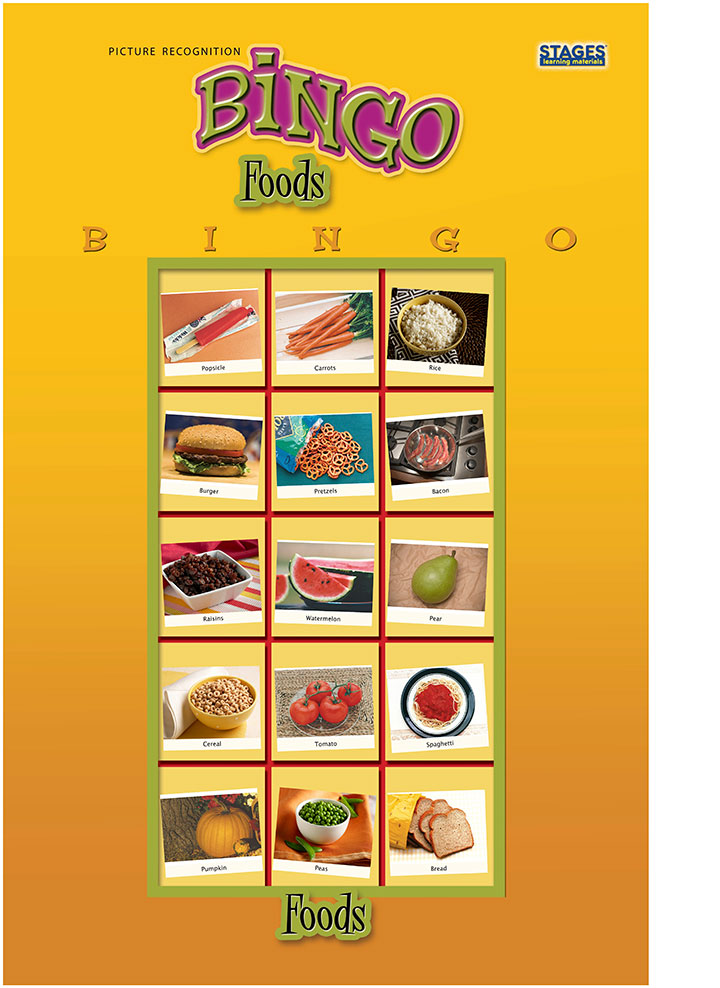 PICTURE RECOGNITION
STAGES
learning materials
BiNGO
Foods
B I N G O
Popsicle Carrots Rice
Burger Pretzels Bacon
Raisins Watermelon Pear
Cereal Tomato Spaghetti
Pumpkin Peas Bread
Foods